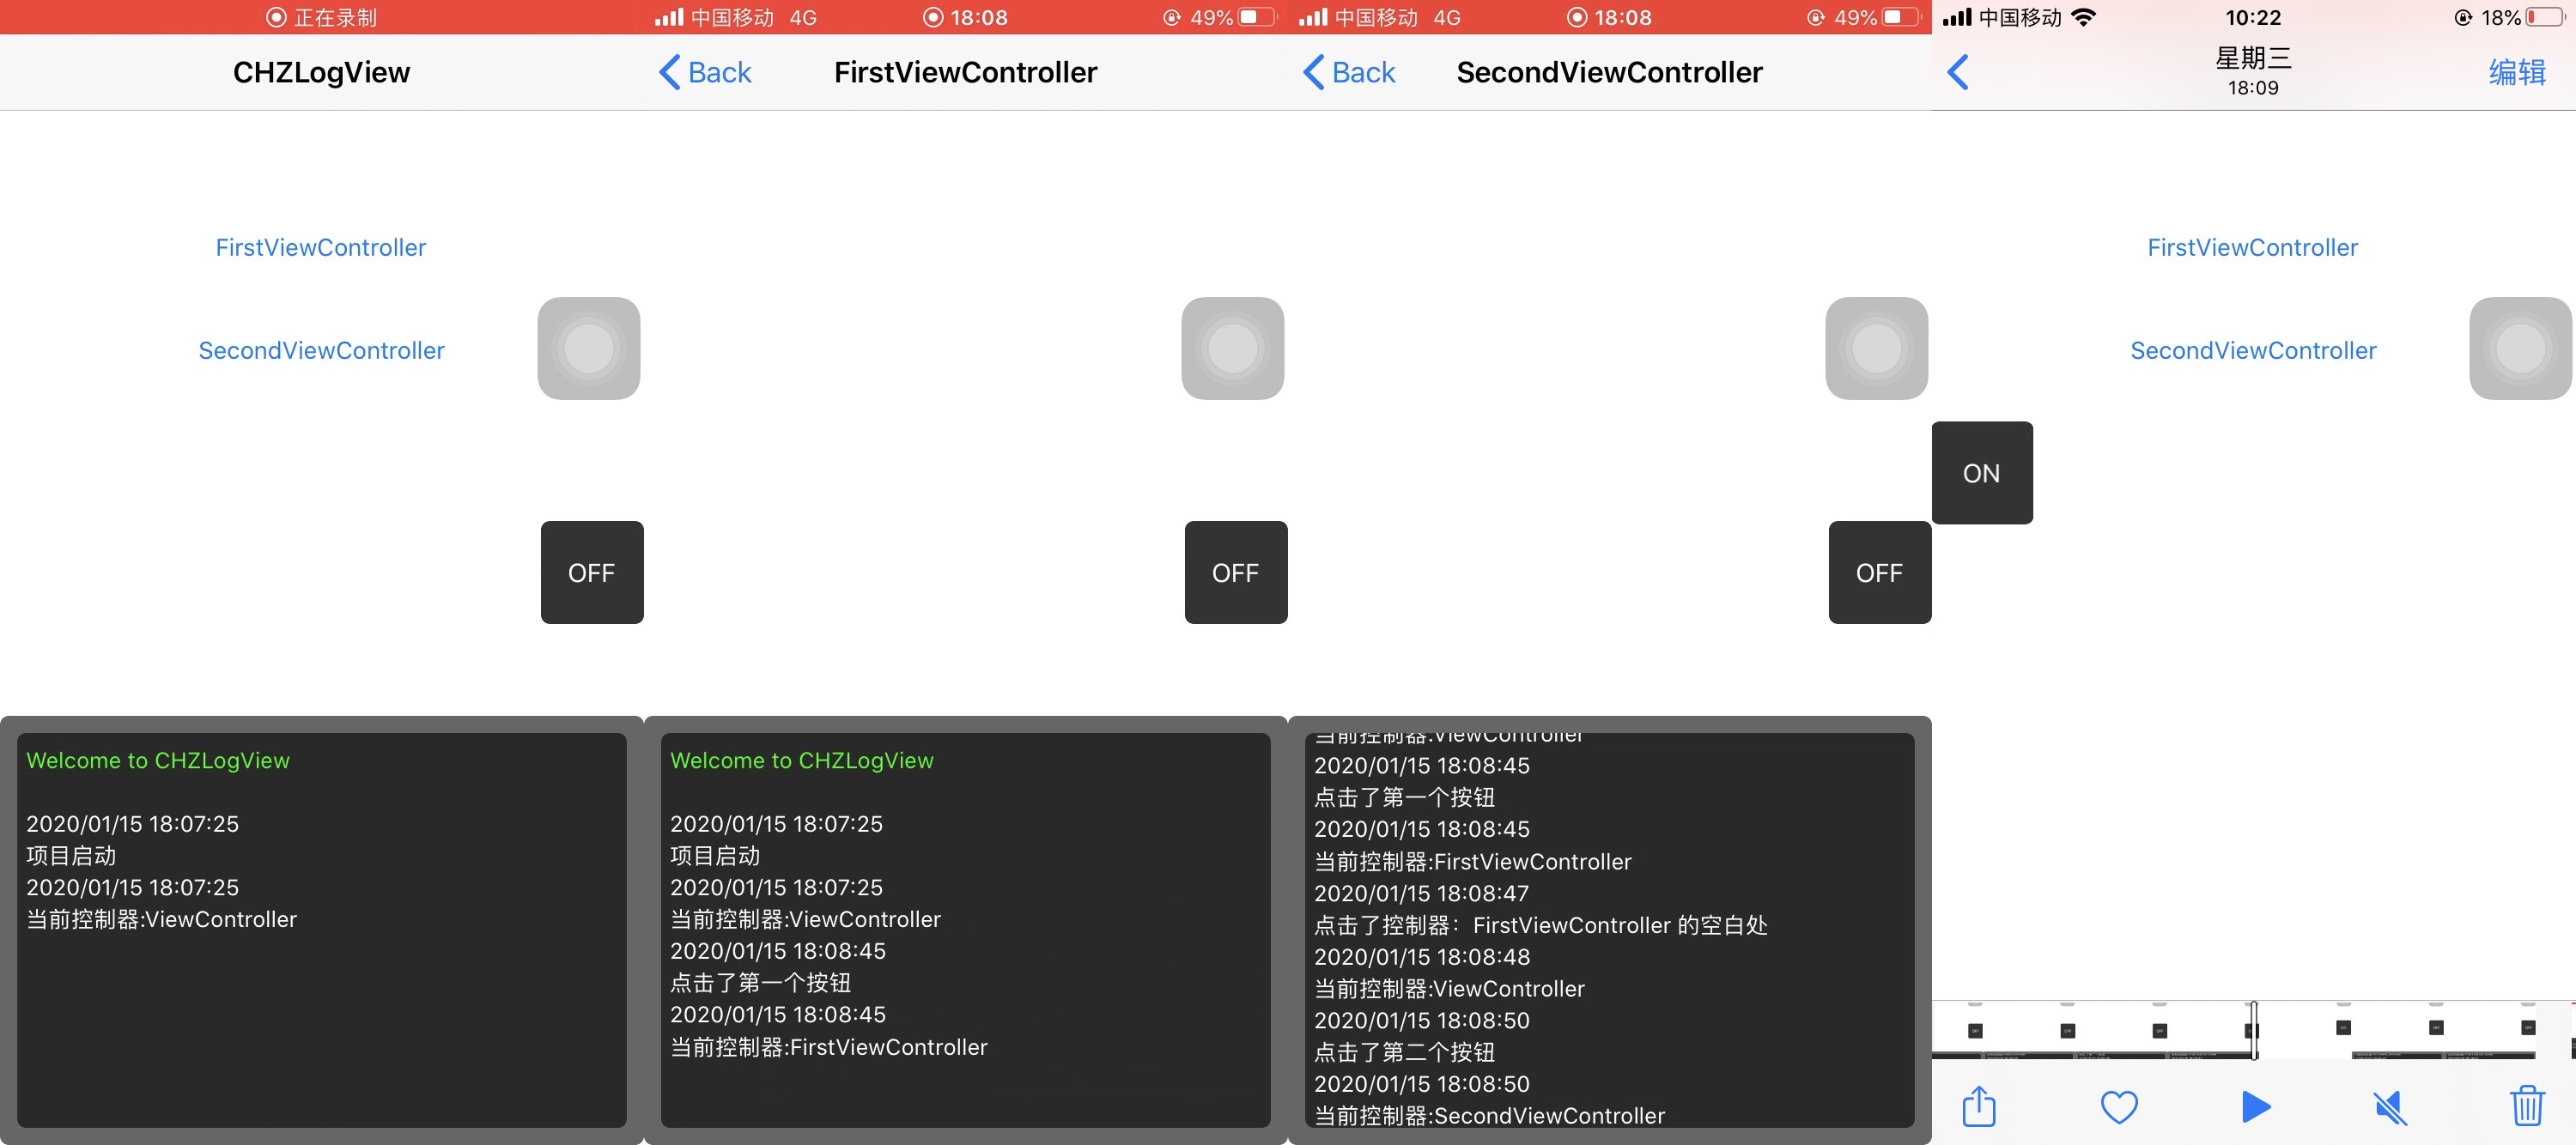 正在录制
CHZLogView
FirstViewController
SecondViewController
OFF
Welcome to CHZLogView
2020/01/15 18:07:25
项目启动
2020/01/15 18:07:25
当前控制器:ViewController
中国移动 4G 18:08 49%
Back FirstViewController
OFF
Welcome to CHZLogView
2020/01/15 18:07:25
项目启动
2020/01/15 18:07:25
当前控制器:ViewController
2020/01/15 18:08:45
点击了第一个按钮
2020/01/15 18:08:45
当前控制器:FirstViewController
中国移动 4G 18:08 49%
Back SecondViewController
OFF
当前控制器:ViewController
2020/01/15 18:08:45
点击了第一个按钮
2020/01/15 18:08:45
当前控制器:FirstViewController
2020/01/15 18:08:47
点击了控制器：FirstViewController 的空白处
2020/01/15 18:08:48
当前控制器:ViewController
2020/01/15 18:08:50
点击了第二个按钮
2020/01/15 18:08:50
当前控制器:SecondViewController
中国移动 10:22 18%
星期三
18:09
编辑
FirstViewController
SecondViewController
ON